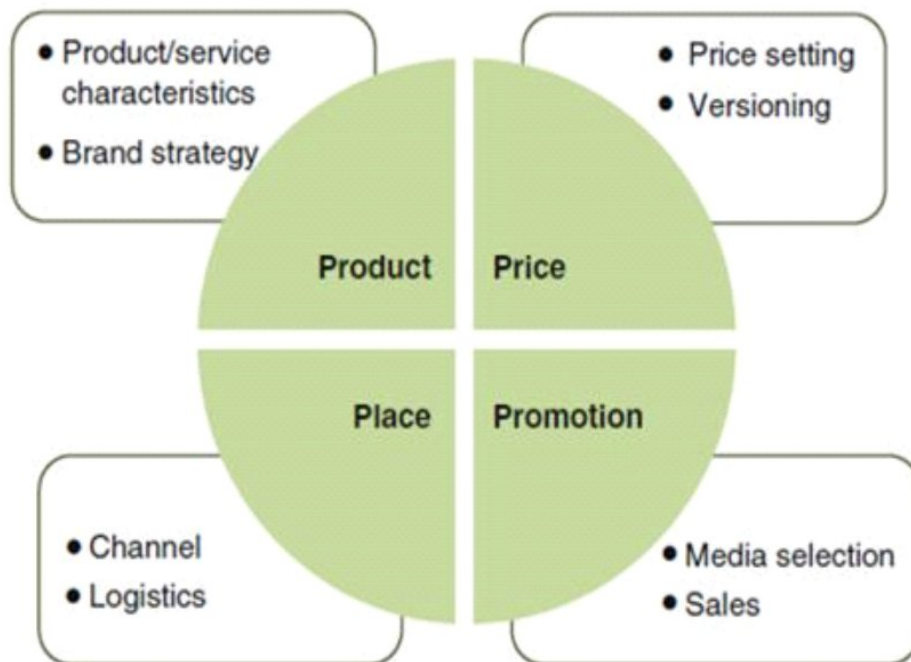 ● Product/service
characteristics
● Brand strategy
● Price setting
● Versioning
Product
Price
Place
Promotion
● Channel
● Logistics
● Media selection
● Sales